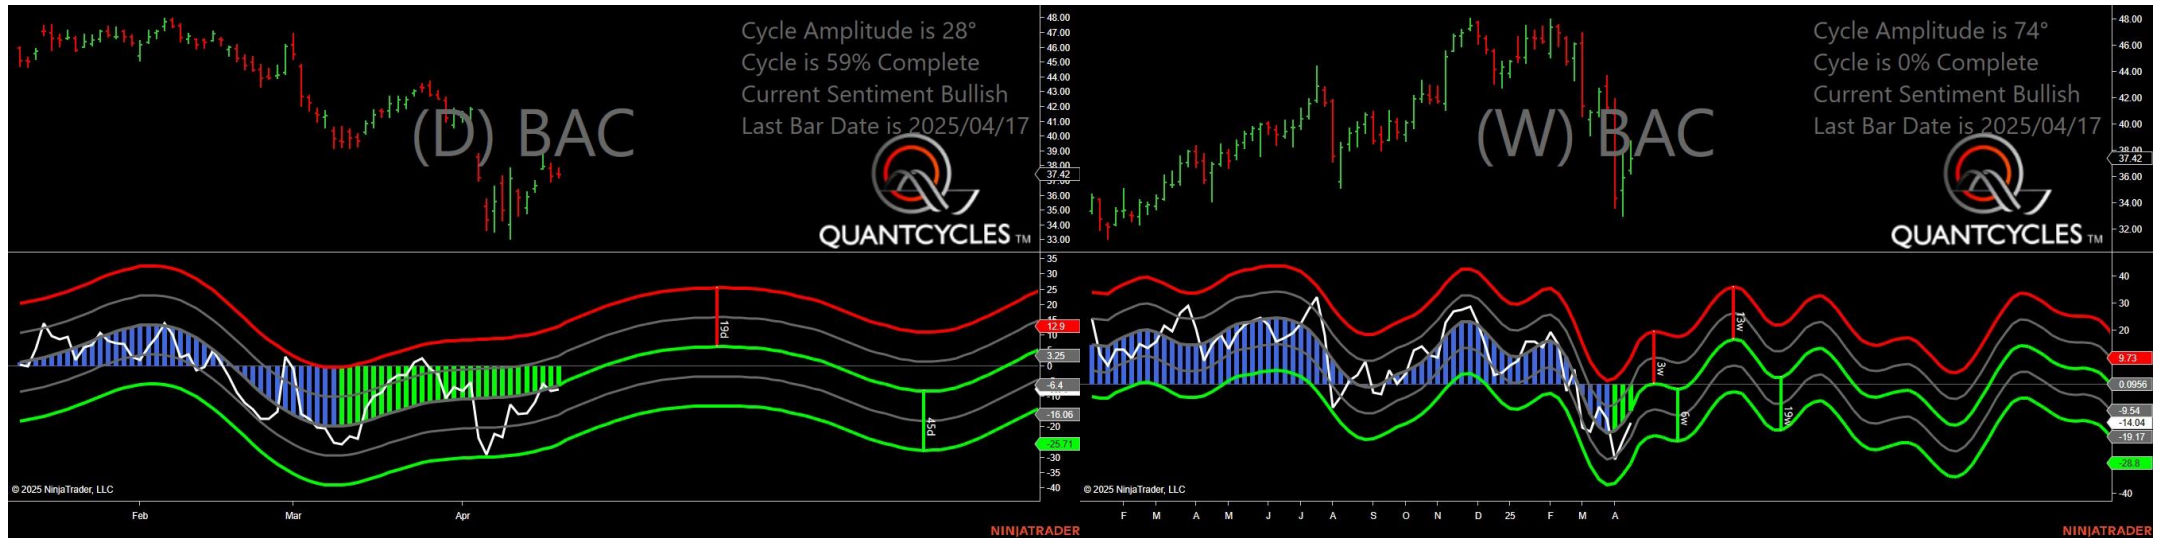 Cycle Amplitude is 28°
Cycle is 59% Complete
Current Sentiment Bullish
Last Bar Date is 2025/04/17
(D) BAC
QUANTCYCLES TM
48.00
47.00
46.00
45.00
44.00
43.00
42.00
41.00
40.00
39.00
38.00
37.42
36.00
35.00
34.00
33.00
35
30
25
20
15
12.9
5
3.25
0
-6.4
-10
-16.06
-20
-25.71
-30
-35
-40
19d
45d
© 2025 NinjaTrader, LLC
Feb
Mar
Apr
NINJATRADER
Cycle Amplitude is 74°
Cycle is 0% Complete
Current Sentiment Bullish
Last Bar Date is 2025/04/17
(W) BAC
QUANTCYCLES TM
48.00
46.00
44.00
42.00
40.00
38.00
37.42
36.00
34.00
32.00
40
30
20
9.73
0.0956
-9.54
-14.04
-19.17
-28.8
-40
3w
6w
13w
19w
© 2025 NinjaTrader, LLC
F
M
A
M
J
J
A
S
O
N
D
25
F
M
A
NINJATRADER